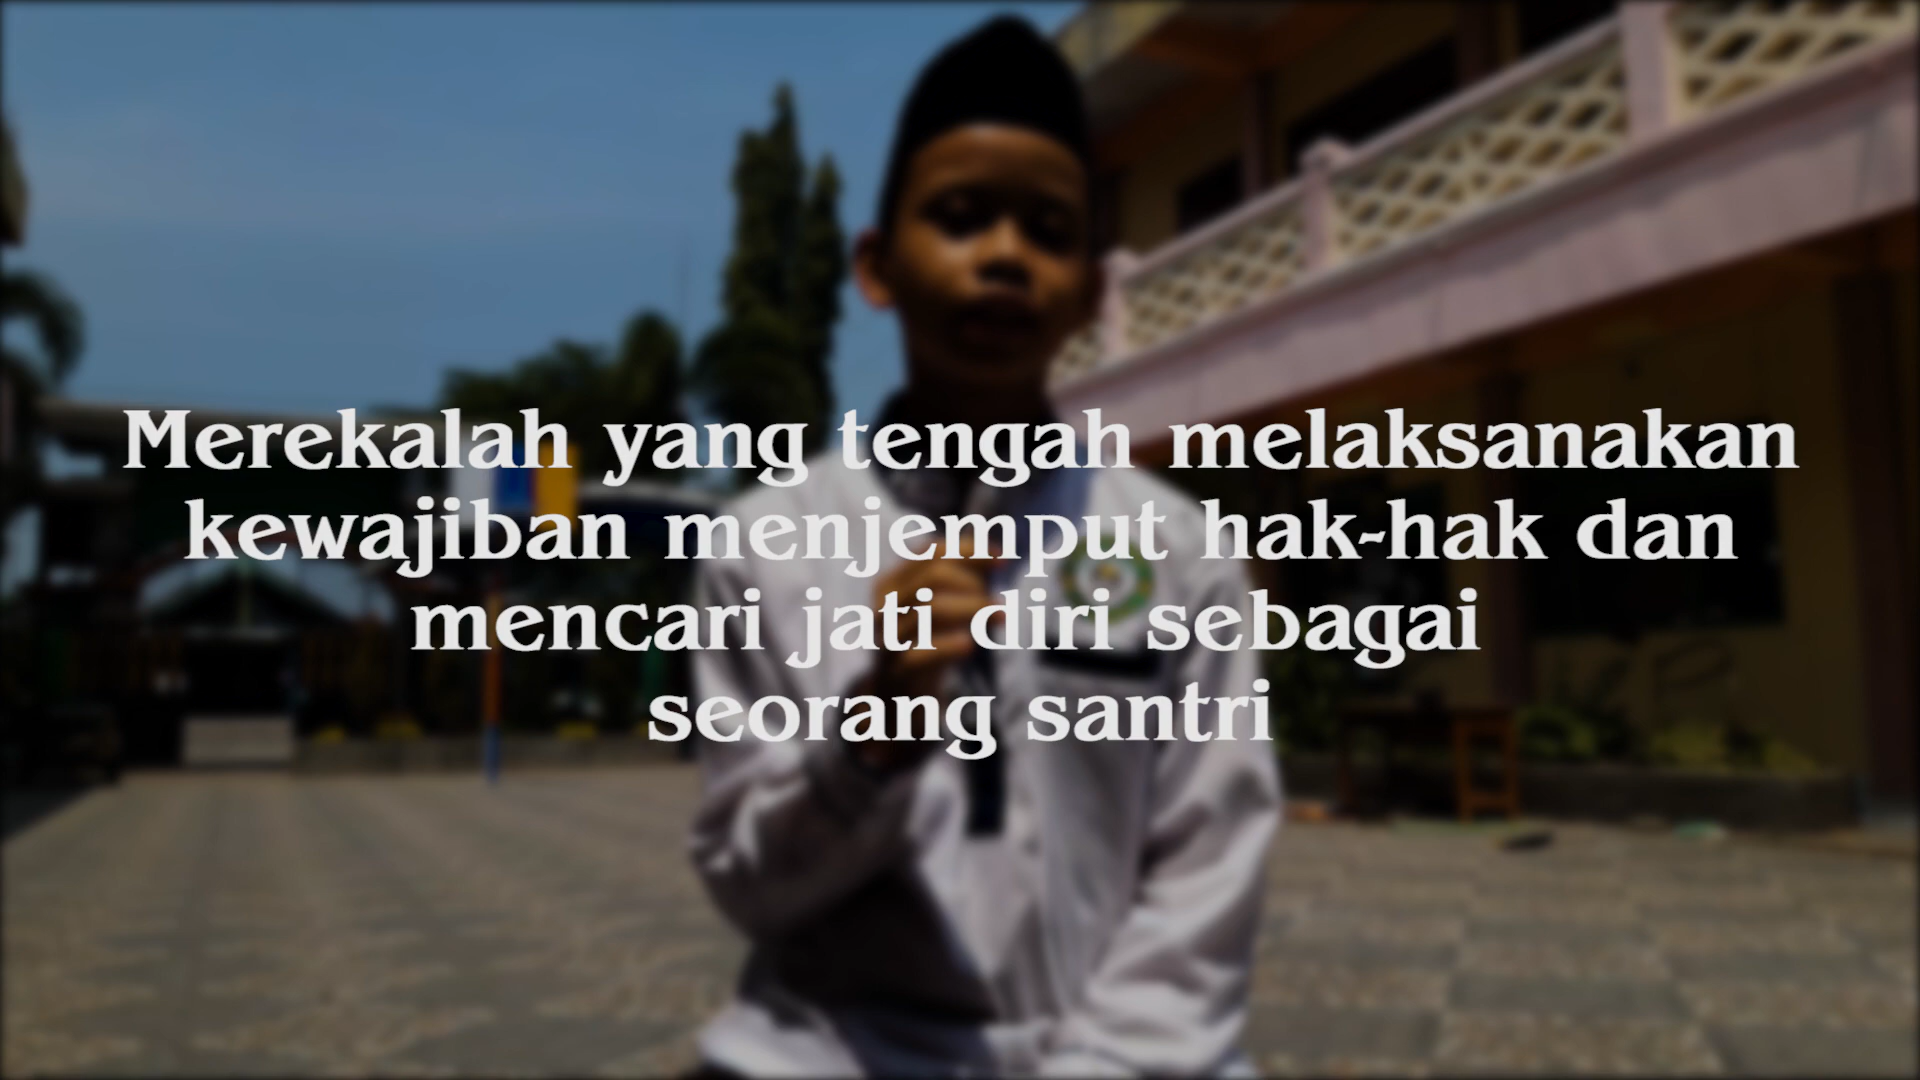 Merekalah yang tengah melaksanakan
kewajiban menjemput hak-hak dan
mencari jati diri sebagai
seorang santri